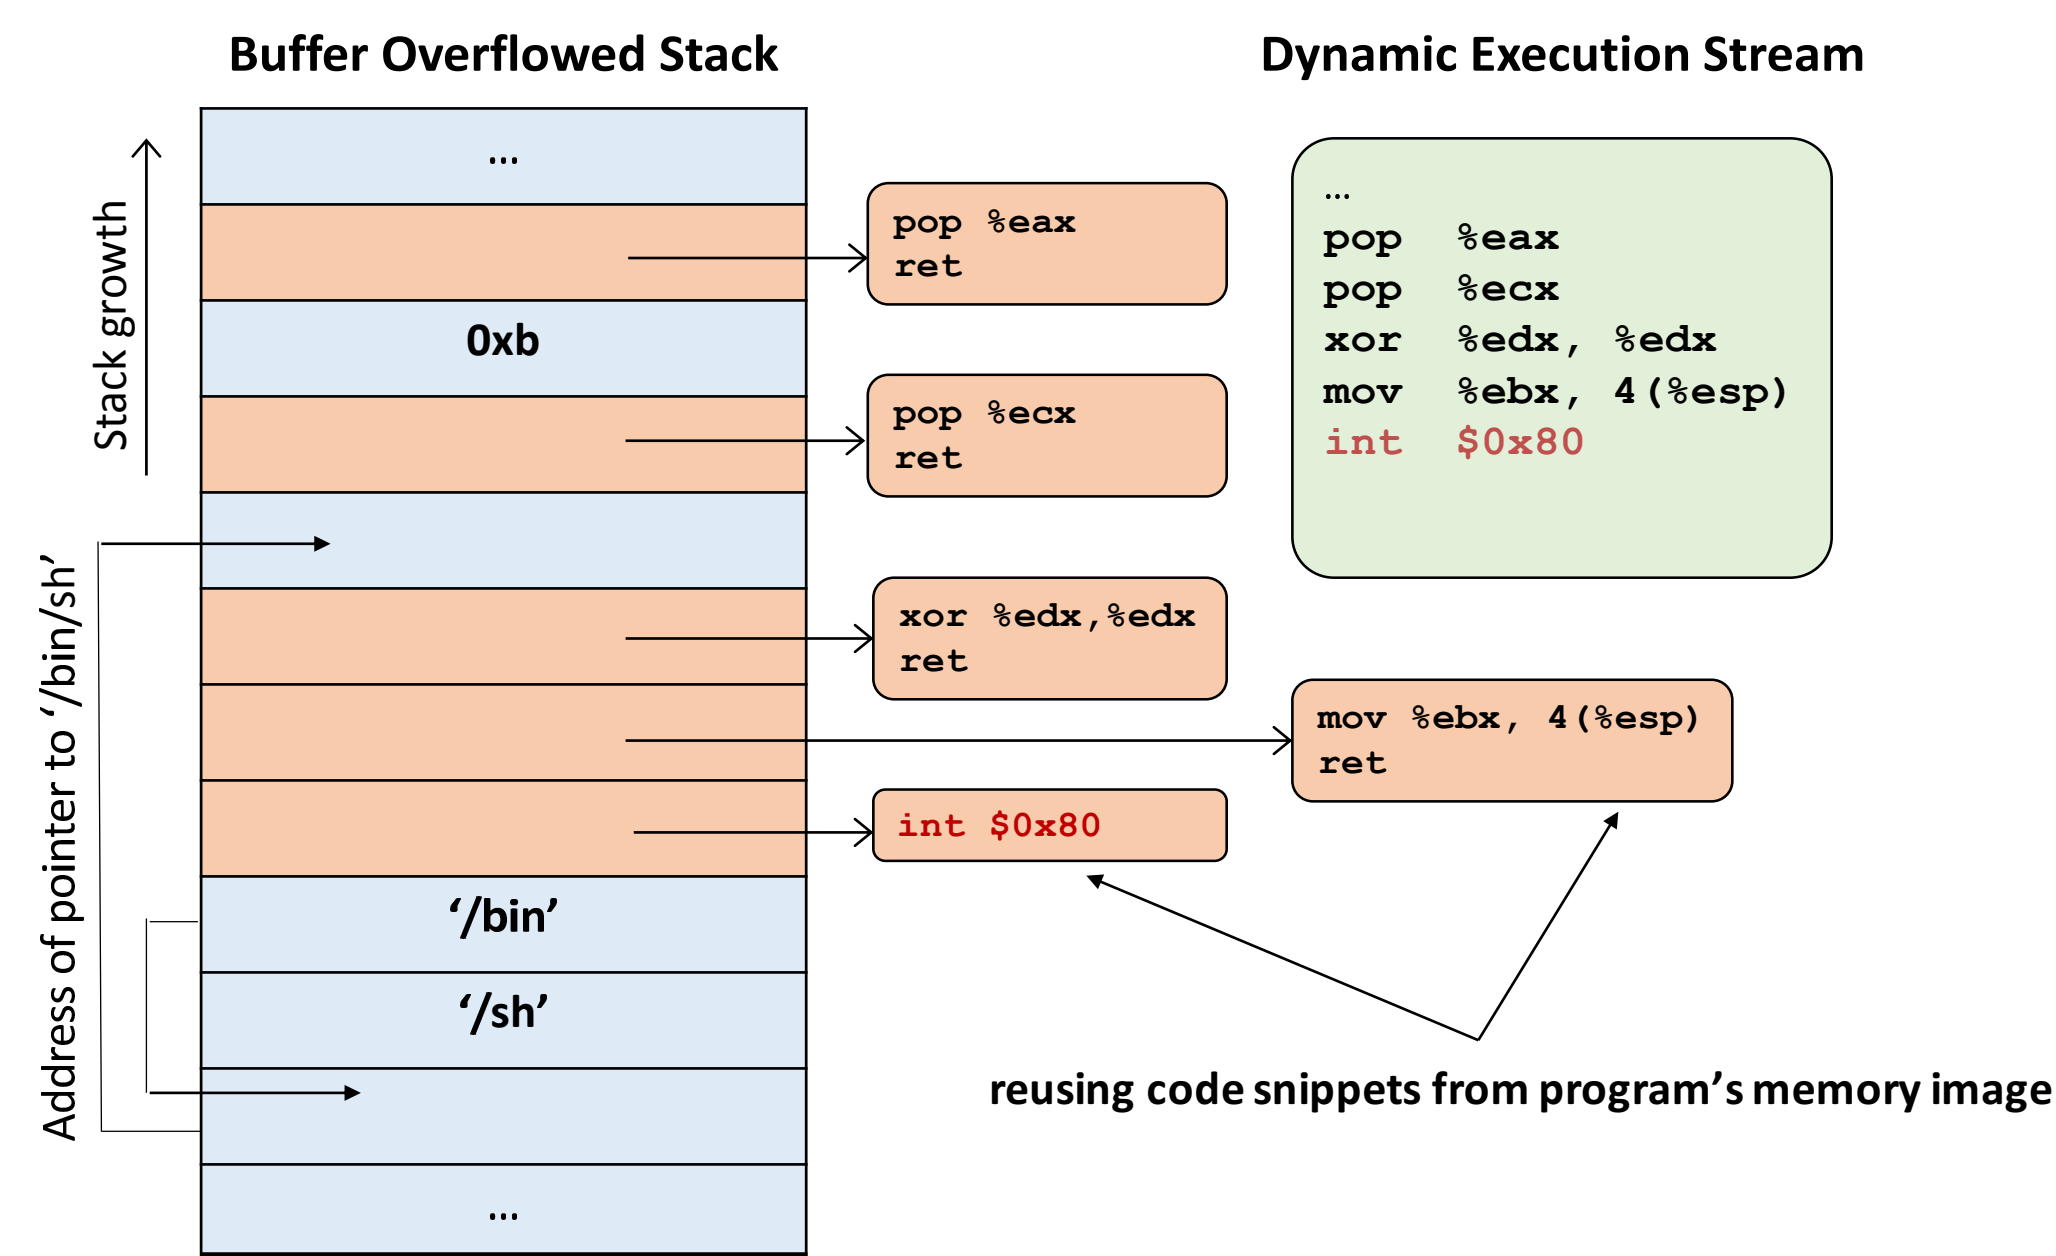 Buffer Overflowed Stack
Dynamic Execution Stream
Stack growth
Address of pointer to ‘/bin/sh’
...
0xb
‘/bin’
‘/sh’
...
pop %eax
ret
pop %ecx
ret
xor %edx,%edx
ret
mov %ebx, 4(%esp)
ret
int $0x80
...
pop %eax
pop %ecx
xor %edx, %edx
mov %ebx, 4(%esp)
int $0x80
reusing code snippets from program’s memory image